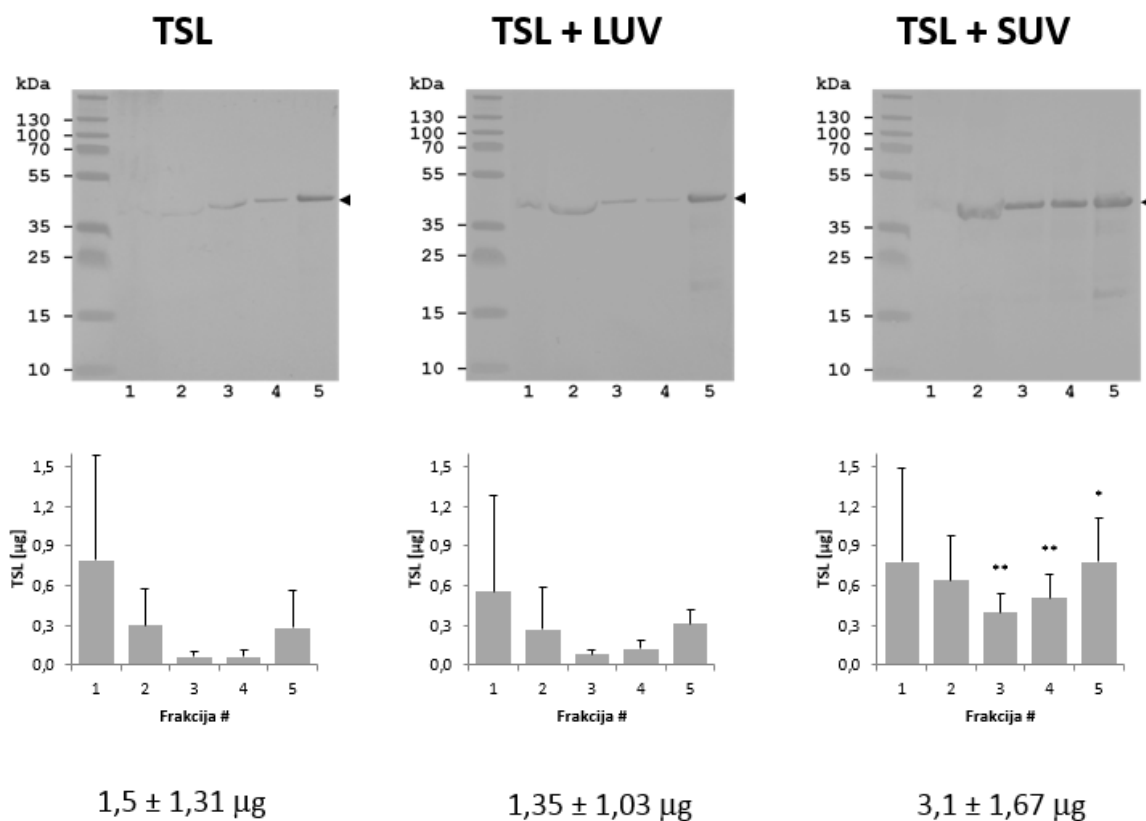 TSL
kDa
130
100
70
55
35
25
15
10
1 2 3 4 5
TSL + LUV
kDa
130
100
70
55
35
25
15
10
1 2 3 4 5
TSL + SUV
kDa
130
100
70
55
35
25
15
10
1 2 3 4 5
TSL [µg]
1,5
1,2
0,9
0,6
0,3
0,0
1 2 3 4 5
Frakcija #
TSL [µg]
1,5
1,2
0,9
0,6
0,3
0,0
1 2 3 4 5
Frakcija #
TSL [µg]
1,5
1,2
0,9
0,6
0,3
0,0
** ** *
1 2 3 4 5
Frakcija #
1,5 ± 1,31 µg
1,35 ± 1,03 µg
3,1 ± 1,67 µg